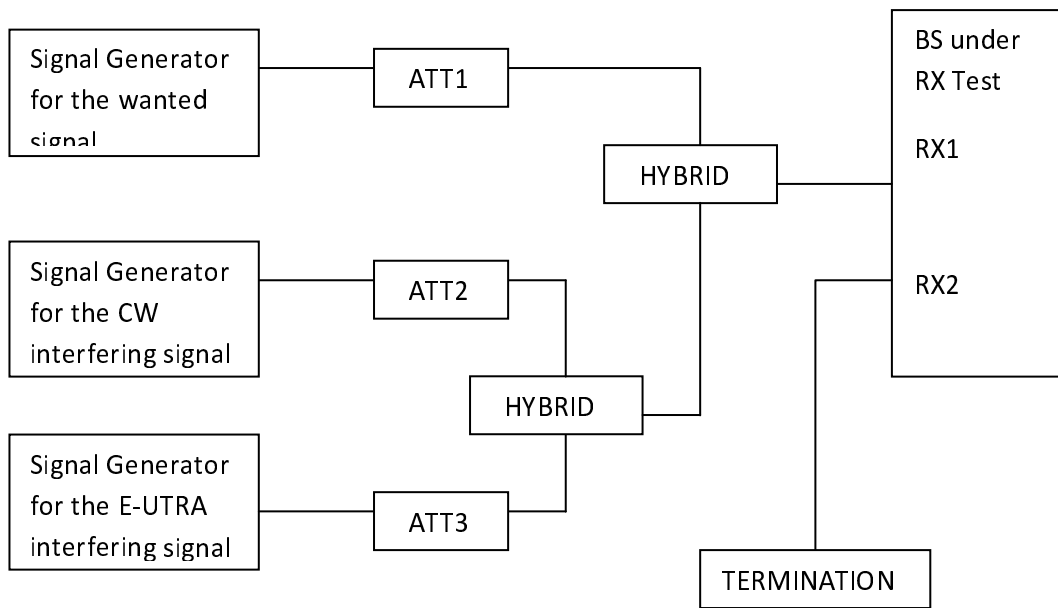 Signal Generator
for the wanted
signal
ATT1
HYBRID
BS under
RX Test
RX1
RX2
Signal Generator
for the CW
interfering signal
ATT2
HYBRID
Signal Generator
for the E-UTRA
interfering signal
ATT3
TERMINATION